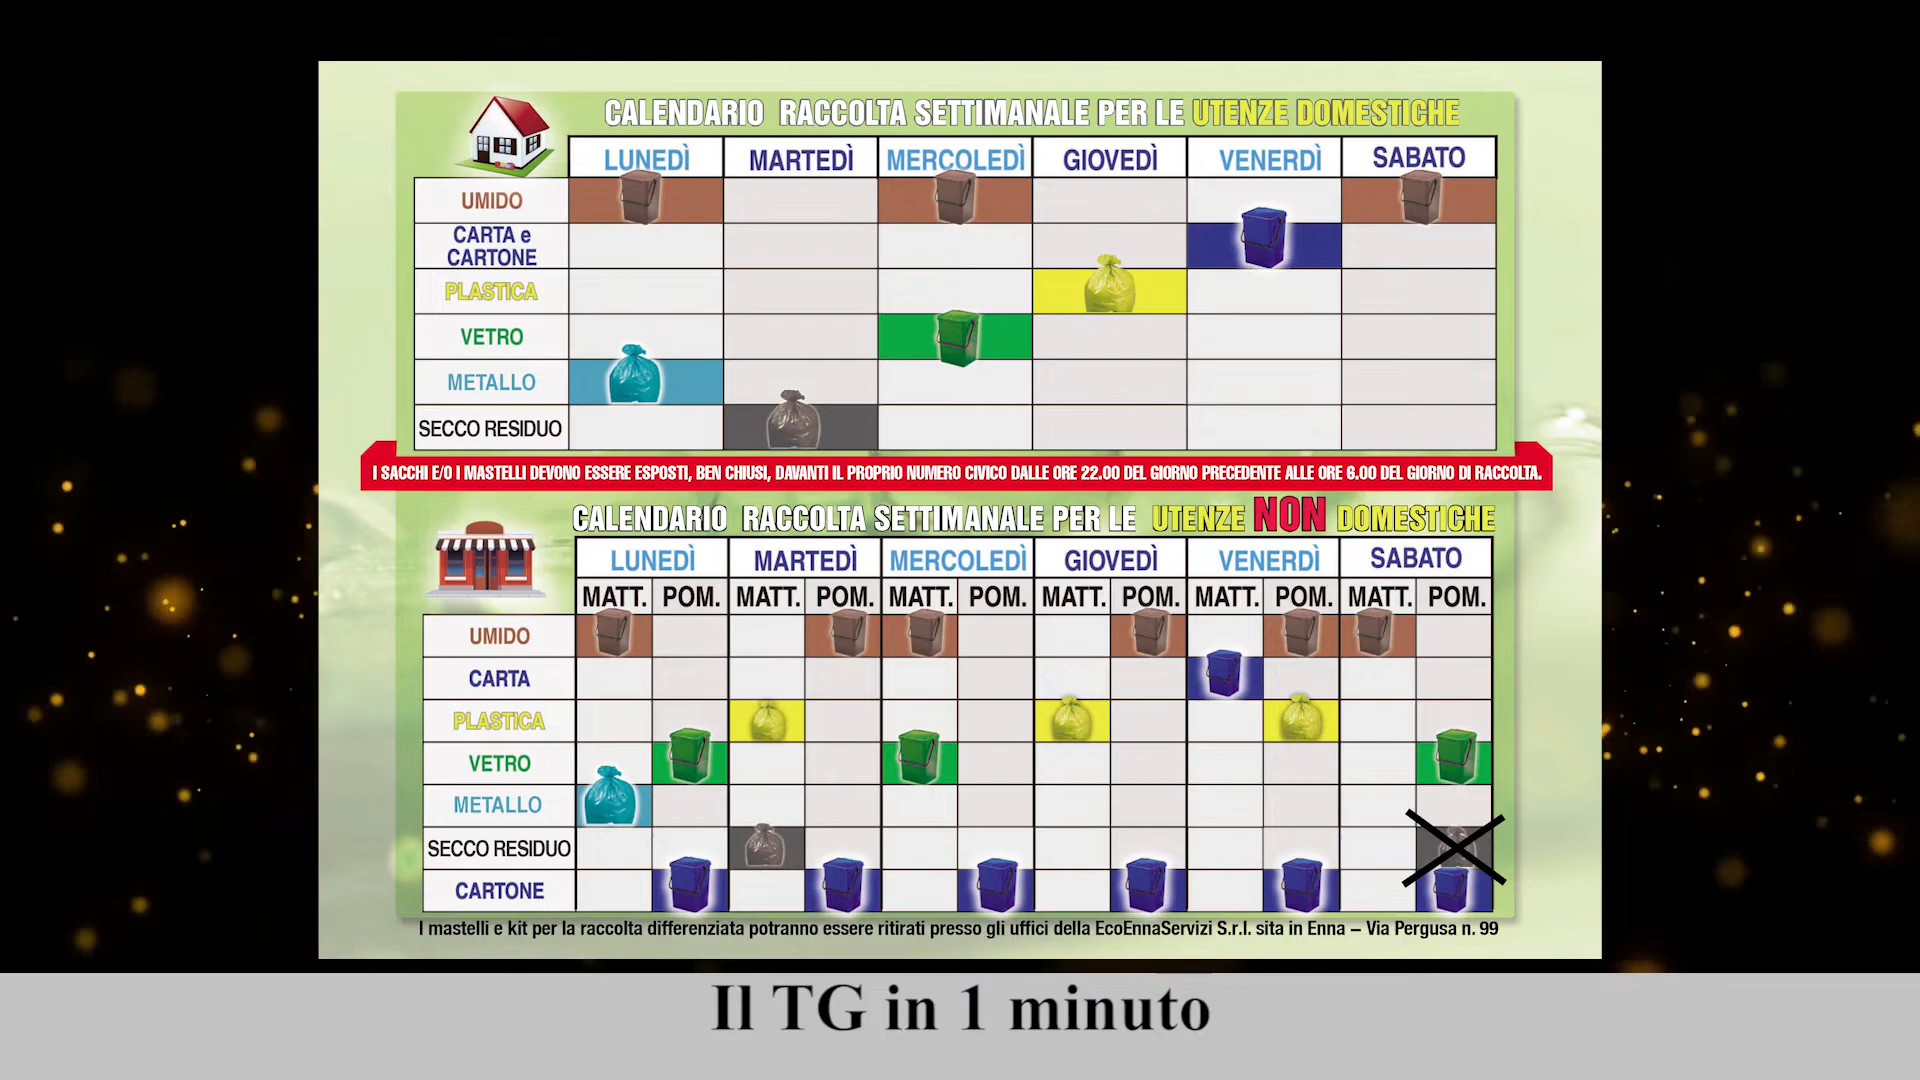 CALENDARIO RACCOLTA SETTIMANALE PER LE UTENZE DOMESTICHE
LUNEDÌ MARTEDÌ MERCOLEDÌ GIOVEDÌ VENERDÌ SABATO
UMIDO
CARTA e
CARTONE
PLASTICA
VETRO
METALLO
SECCO RESIDUO
I SACCHI E/O I MASTELLI DEVONO ESSERE ESPOSTI, BEN CHIUSI, DAVANTI IL PROPRIO NUMERO CIVICO DALLE ORE 22.00 DEL GIORNO PRECEDENTE ALLE ORE 6.00 DEL GIORNO DI RACCOLTA.
CALENDARIO RACCOLTA SETTIMANALE PER LE UTENZE NON DOMESTICHE
LUNEDÌ MARTEDÌ MERCOLEDÌ GIOVEDÌ VENERDÌ SABATO
MATT. POM. MATT. POM. MATT. POM. MATT. POM. MATT. POM. MATT. POM.
UMIDO
CARTA
PLASTICA
VETRO
METALLO
SECCO RESIDUO
CARTONE
I mastelli e kit per la raccolta differenziata potranno essere ritirati presso gli uffici della EcoEnnaServizi S.r.l. sita in Enna – Via Pergusa n. 99
Il TG in 1 minuto